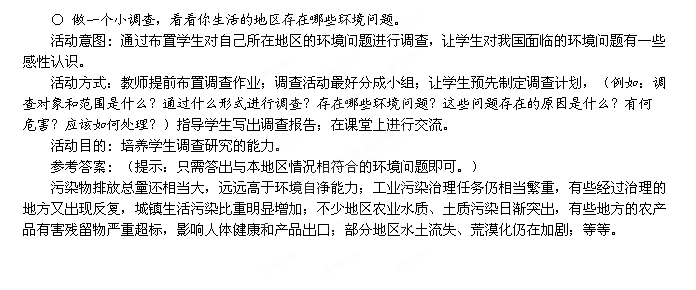 ○ 做一个小调查，看看你生活的地区存在哪些环境问题。
活动意图：通过布置学生对自己所在地区的环境问题进行调查，让学生对我国面临的环境问题有一些
感性认识。
活动方式：教师提前布置调查作业；调查活动最好分成小组；让学生预先制定调查计划，（例如：调
查对象和范围是什么？通过什么形式进行调查？存在哪些环境问题？这些问题存在的原因是什么？有何
危害？应该如何处理？）指导学生写出调查报告；在课堂上进行交流。
活动目的：培养学生调查研究的能力。
参考答案：（提示：只需答出与本地区情况相符合的环境问题即可。）
污染物排放总量还相当大，远远高于环境自净能力；工业污染治理任务仍相当繁重，有些经过治理的
地方又出现反复，城镇生活污染比重明显增加；不少地区农业水质、土质污染日渐突出，有些地方的农产
品有害残留物严重超标，影响人体健康和产品出口；部分地区水土流失、荒漠化仍在加剧；等等。